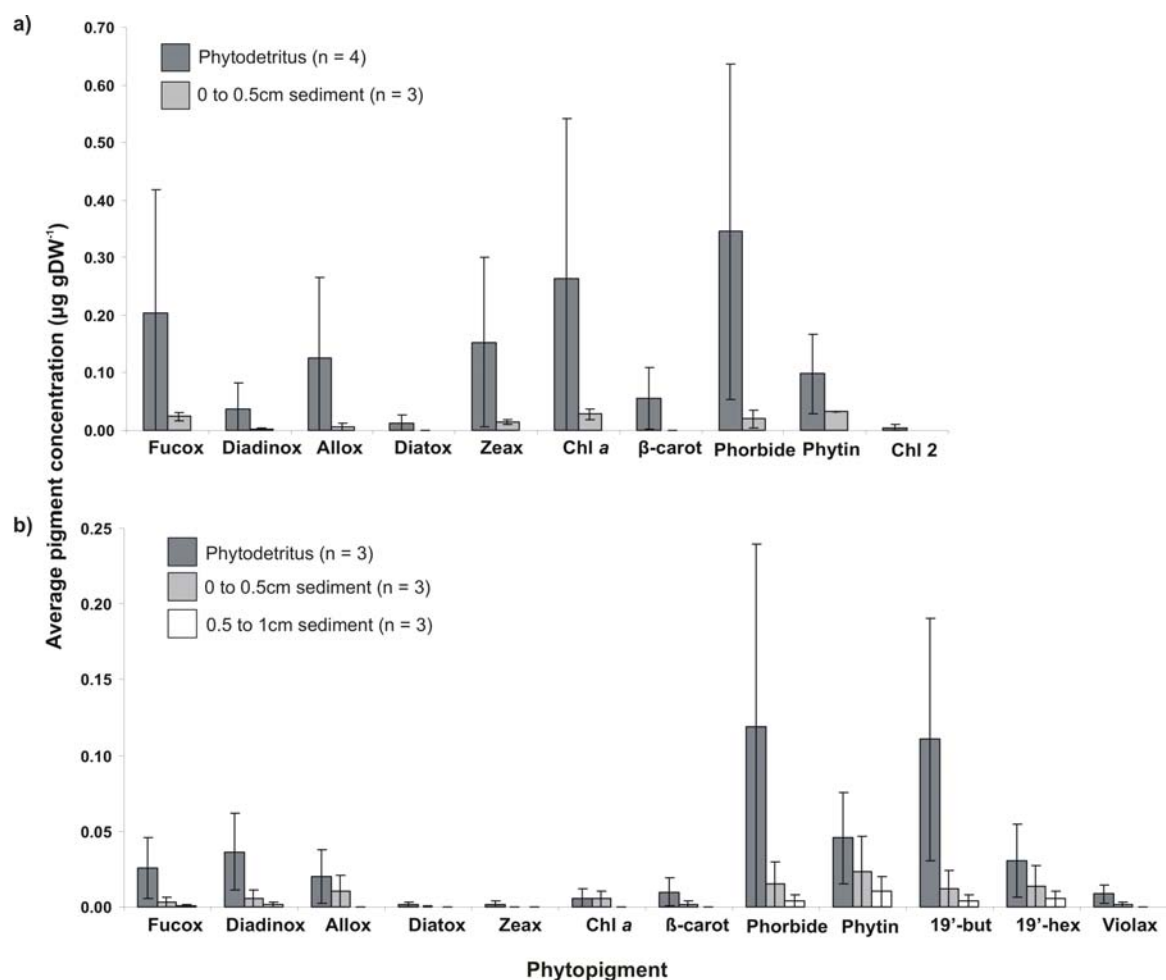 a)
0.70
0.60
0.50
0.40
0.30
0.20
0.10
0.00
Phytodetritus (n = 4)
0 to 0.5cm sediment (n = 3)
Fucox Diadinox Allox Diatox Zeax Chl a β-carot Phorbide Phytin Chl 2
Average pigment concentration (µg gDW⁻¹)
b)
0.25
0.20
0.15
0.10
0.05
0.00
Phytodetritus (n = 3)
0 to 0.5cm sediment (n = 3)
0.5 to 1cm sediment (n = 3)
Fucox Diadinox Allox Diatox Zeax Chl a ß-carot Phorbide Phytin 19'-but 19'-hex Violax
Phytopigment